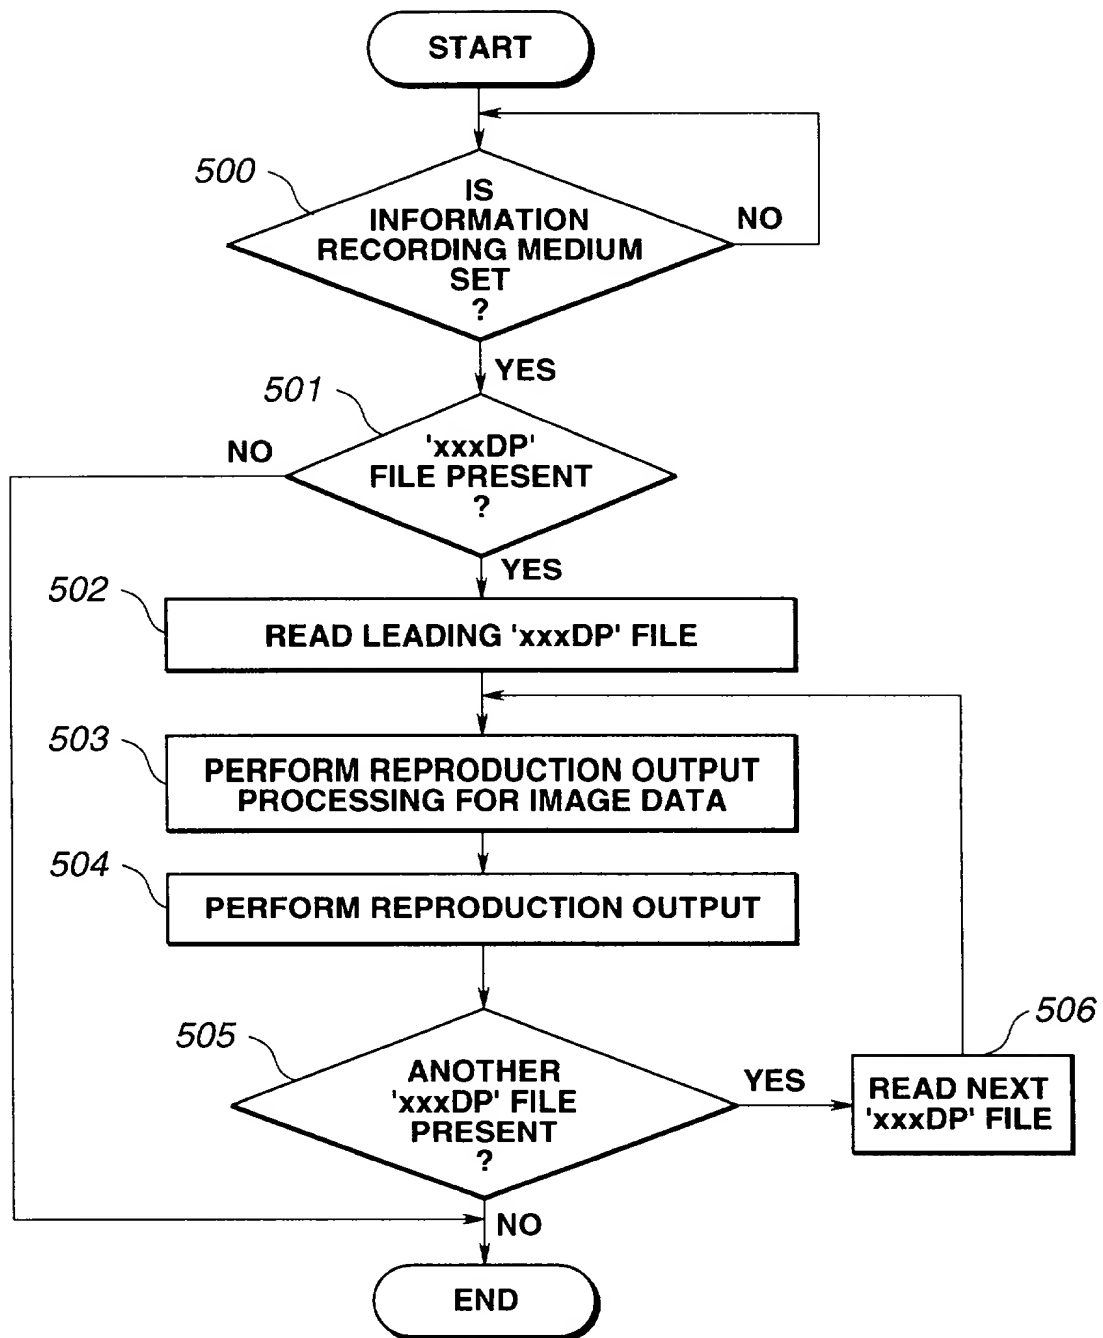 START
500
IS
INFORMATION
RECORDING MEDIUM
SET
?
NO
YES
501
'xxxDP'
FILE PRESENT
?
NO
YES
502
READ LEADING 'xxxDP' FILE
503
PERFORM REPRODUCTION OUTPUT
PROCESSING FOR IMAGE DATA
504
PERFORM REPRODUCTION OUTPUT
505
ANOTHER
'xxxDP' FILE
PRESENT
?
YES
506
READ NEXT
'xxxDP' FILE
NO
END